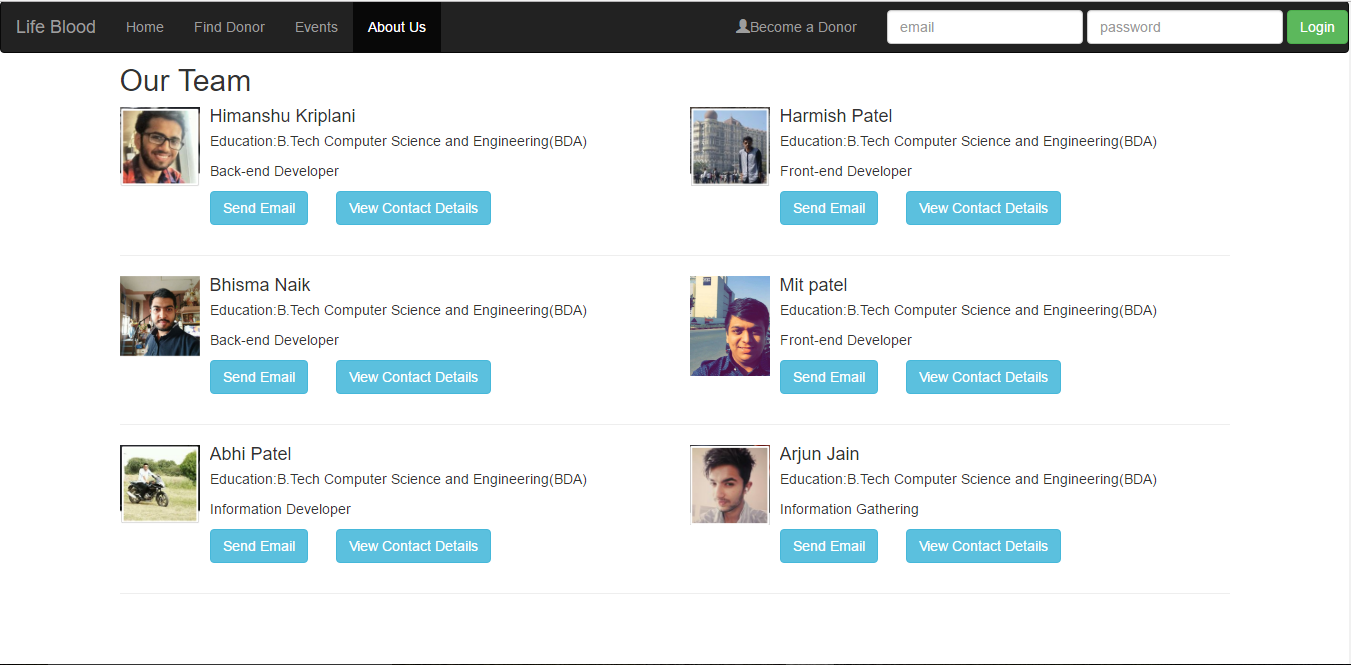 Life Blood Home Find Donor Events About Us Become a Donor email password Login
Our Team
Himanshu Kriplani
Education:B.Tech Computer Science and Engineering(BDA)
Back-end Developer
Send Email View Contact Details
Harmish Patel
Education:B.Tech Computer Science and Engineering(BDA)
Front-end Developer
Send Email View Contact Details
Bhisma Naik
Education:B.Tech Computer Science and Engineering(BDA)
Back-end Developer
Send Email View Contact Details
Mit patel
Education:B.Tech Computer Science and Engineering(BDA)
Front-end Developer
Send Email View Contact Details
Abhi Patel
Education:B.Tech Computer Science and Engineering(BDA)
Information Developer
Send Email View Contact Details
Arjun Jain
Education:B.Tech Computer Science and Engineering(BDA)
Information Gathering
Send Email View Contact Details